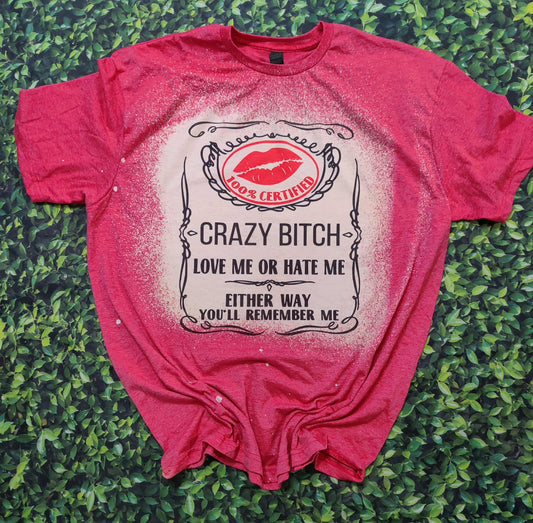 100% CERTIFIED
CRAZY BITCH
LOVE ME OR HATE ME
EITHER WAY
YOU'LL REMEMBER ME